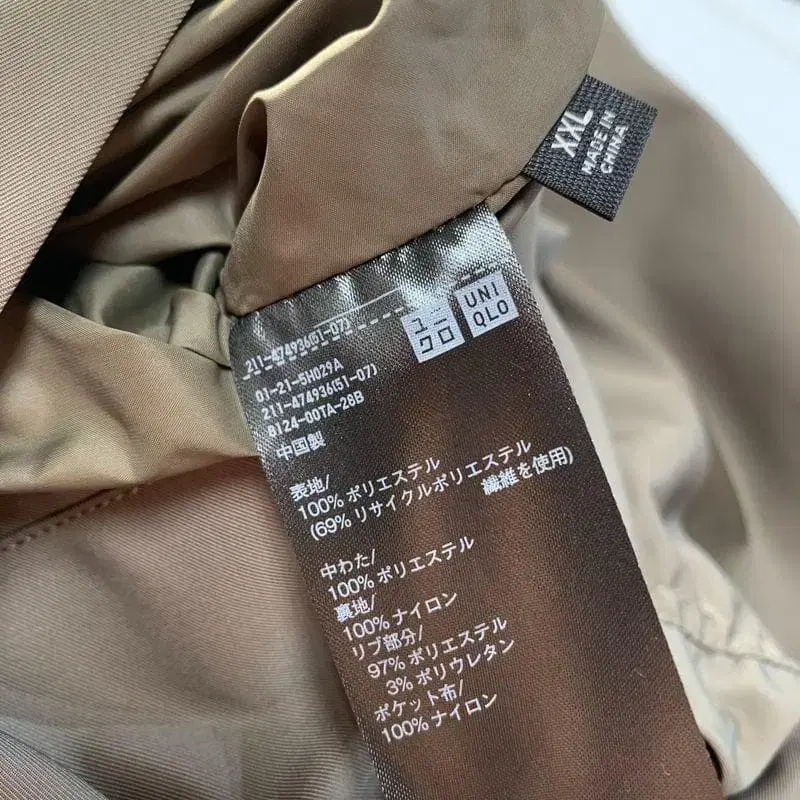 XXL
MADE IN
CHINA
ユニ
クロ
UNI
QLO
211-474936(51-07)
01-21-5H029A
211-474936(51-07)
8124-00TA-28B
中国製
表地/
100% ポリエステル
(69% リサイクルポリエステル
繊維を使用)
中わた/
100% ポリエステル
裏地/
100% ナイロン
リブ部分/
97% ポリエステル
3% ポリウレタン
ポケット布/
100% ナイロン